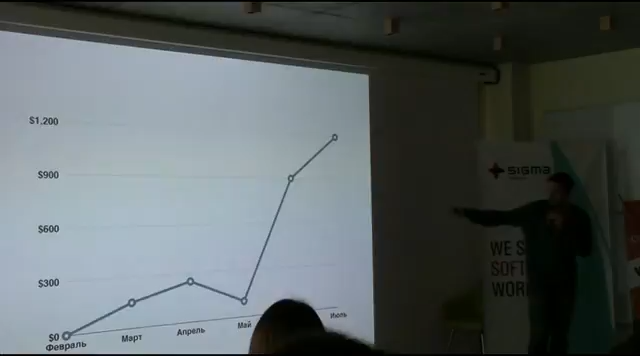 $1,200
$900
$600
$300
$0
Февраль
Март
Апрель
Май
Июль
SIGMA
WE S
SOFT
WORL